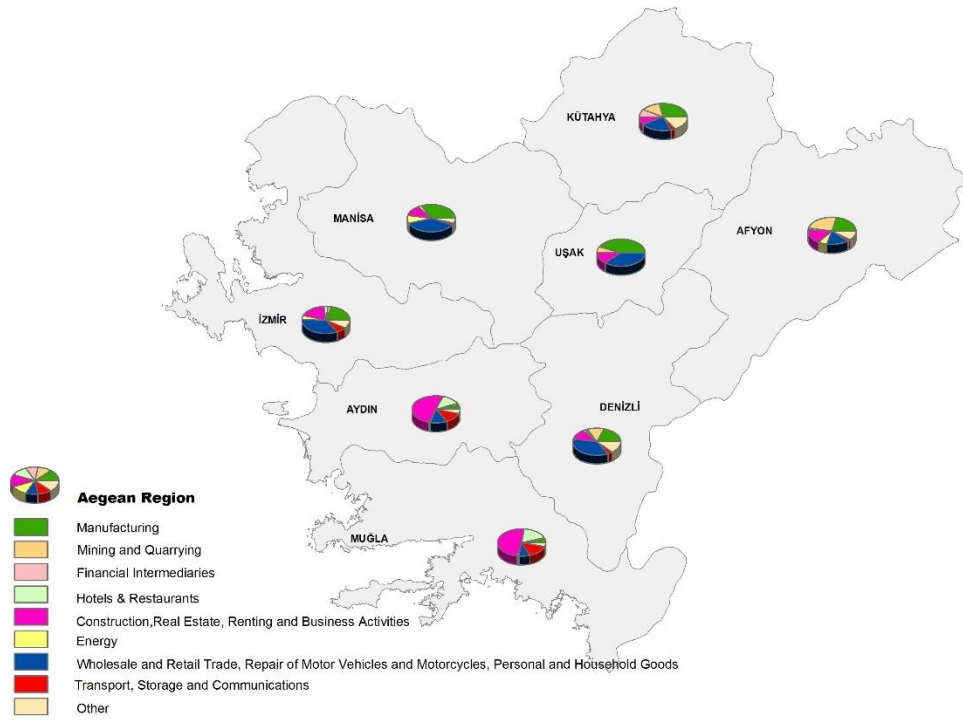 KÜTAHYA
MANİSA
AFYON
UŞAK
İZMİR
AYDIN
DENİZLİ
MUĞLA
Aegean Region
Manufacturing
Mining and Quarrying
Financial Intermediaries
Hotels & Restaurants
Construction,Real Estate, Renting and Business Activities
Energy
Wholesale and Retail Trade, Repair of Motor Vehicles and Motorcycles, Personal and Household Goods
Transport, Storage and Communications
Other